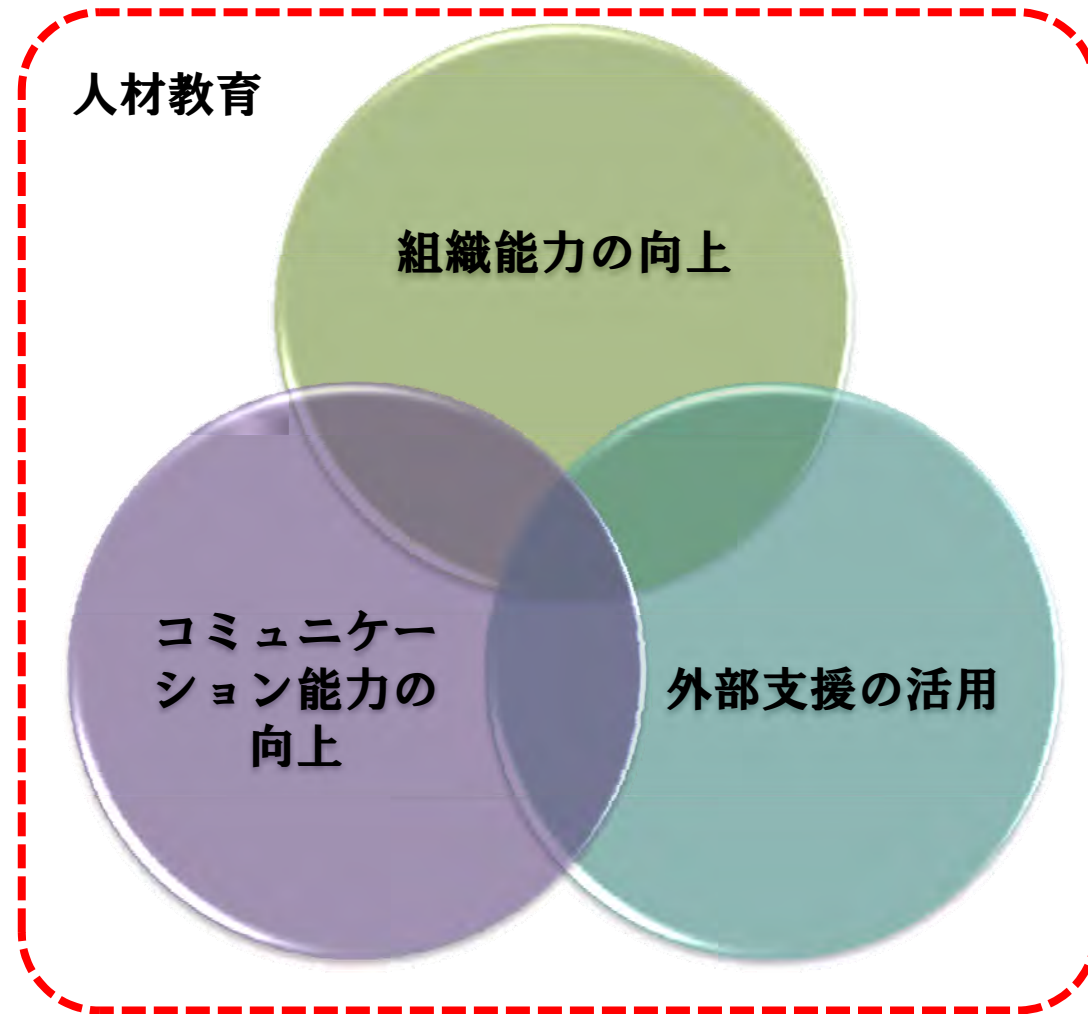 人材教育
組織能力の向上
コミュニケー
ション能力の
向上
外部支援の活用